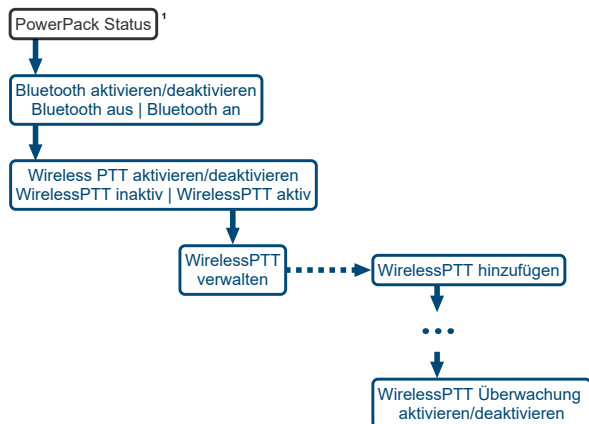 PowerPack Status ¹
Bluetooth aktivieren/deaktivieren
Bluetooth aus | Bluetooth an
Wireless PTT aktivieren/deaktivieren
WirelessPTT inaktiv | WirelessPTT aktiv
WirelessPTT
verwalten
WirelessPTT hinzufügen
...
WirelessPTT Überwachung
aktivieren/deaktivieren